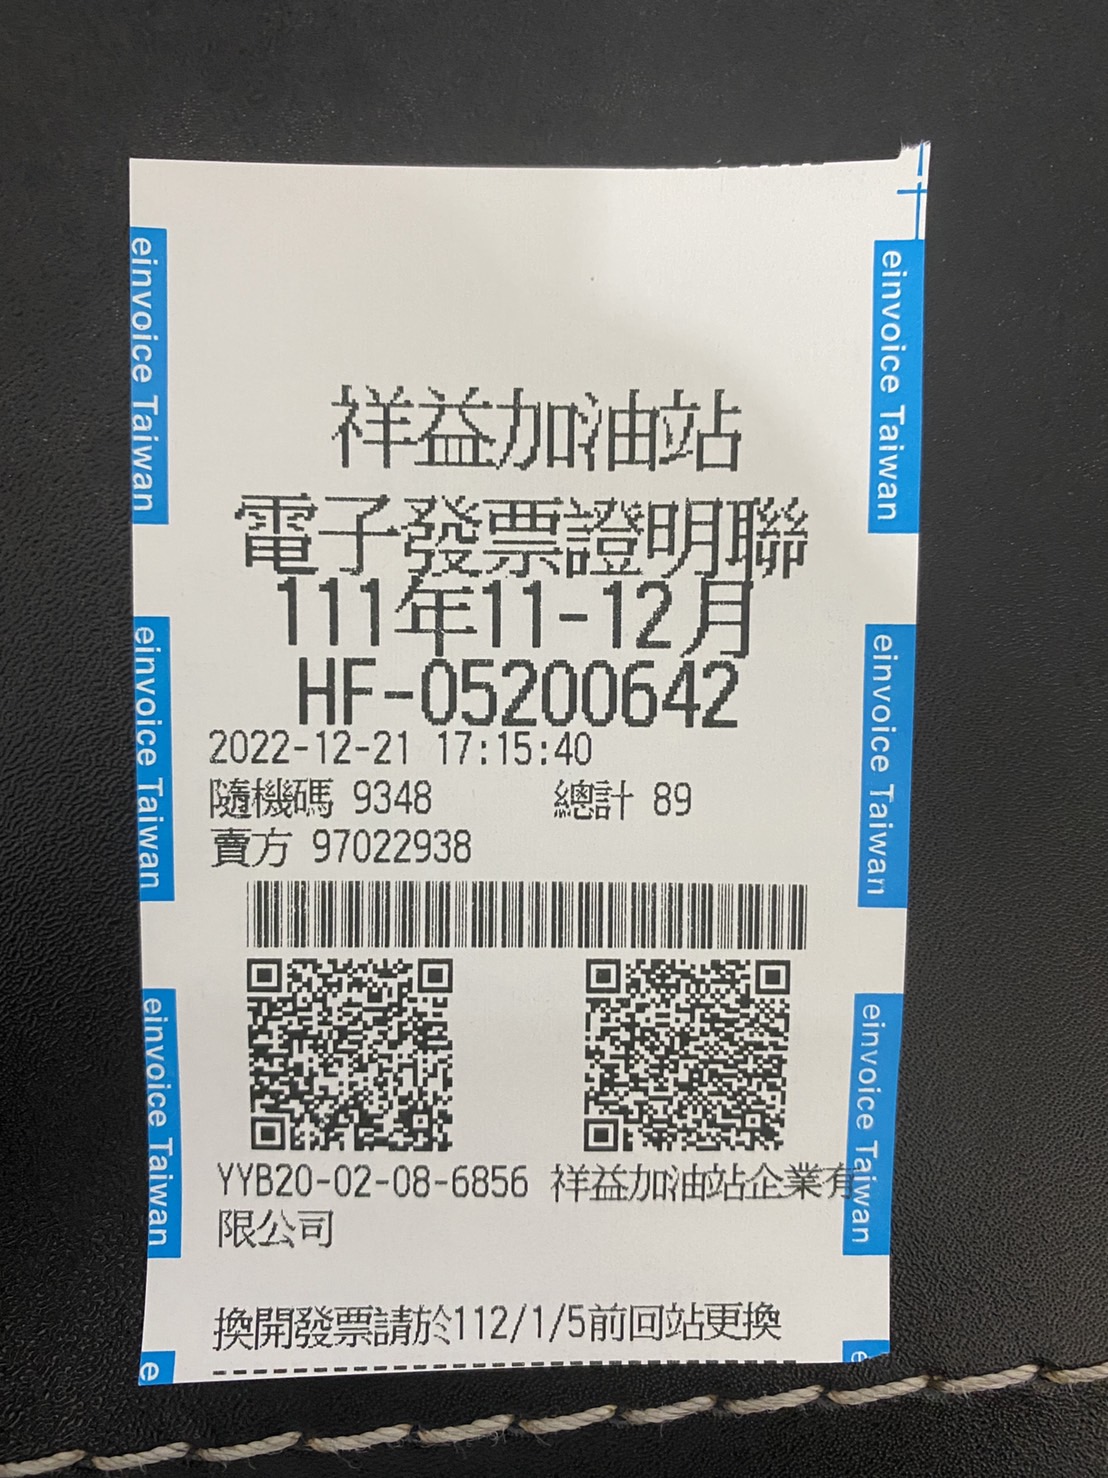 祥益加油站
電子發票證明聯
111年11-12月
HF-05200642
2022-12-21 17:15:40
隨機碼 9348 總計 89
賣方 97022938
YYB20-02-08-6856 祥益加油站企業有
限公司
換開發票請於112/1/5前回站更換
einvoice Taiwan
einvoice Taiwan
einvoice Taiwan
e
einvoice Taiwan
einvoice Taiwan
einvoice Taiwan
e